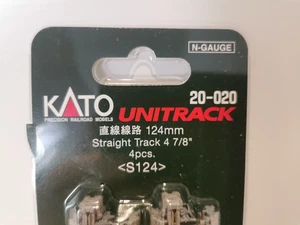 N-GAUGE
20-020
KATO UNITRACK
PRECISION RAILROAD MODELS
直線線路 124mm
Straight Track 4 7/8"
4pcs.
<S124>